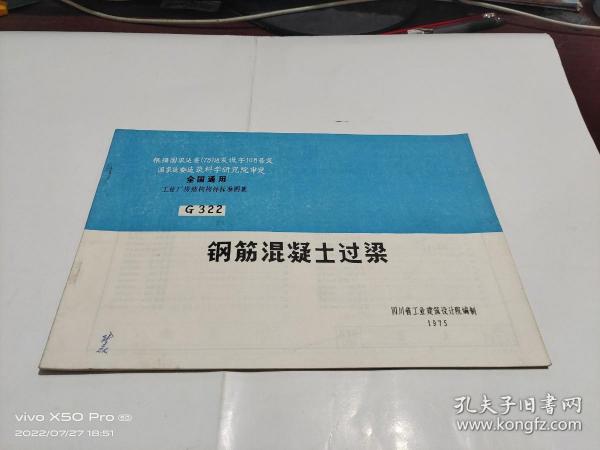 根据国家建委(75)建发设字108号文
国家建委建筑科学研究院审定
全国通用
工业厂房结构构件标准图集
G322
钢筋混凝土过梁
四川省工业建筑设计院编制
1975
vivo X50 Pro 5G
2022/07/27 18:51
孔夫子旧书网
www.kongfz.com